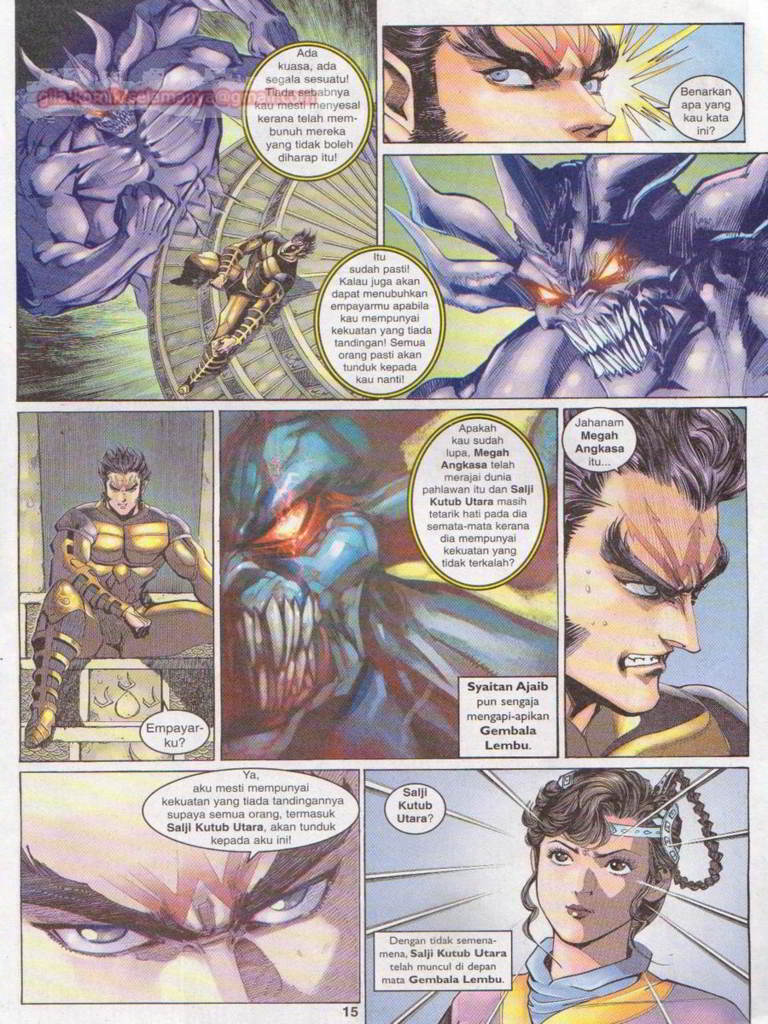 Ada
kuasa, ada
segala sesuatu!
Tiada sebabnya
kau mesti menyesal
kerana telah mem-
bunuh mereka
yang tidak boleh
diharap itu!
Benarkan
apa yang
kau kata
ini?
Itu
sudah pasti!
Kalau juga akan
dapat menubuhkan
empayarmu apabila
kau mempunyai
kekuatan yang tiada
tandingan! Semua
orang pasti akan
tunduk kepada
kau nanti!
Empayar-
ku?
Apakah
kau sudah
lupa, Megah
Angkasa telah
merajai dunia
pahlawan itu dan Salji
Kutub Utara masih
tetarik hati pada dia
semata-mata kerana
dia mempunyai
kekuatan yang
tidak terkalah?
Syaitan Ajaib
pun sengaja
mengapi-apikan
Gembala
Lembu.
Jahanam
Megah
Angkasa
itu...
Ya,
aku mesti mempunyai
kekuatan yang tiada tandingannya
supaya semua orang, termasuk
Salji Kutub Utara, akan tunduk
kepada aku ini!
Salji
Kutub
Utara?
Dengan tidak semena-
mena, Salji Kutub Utara
telah muncul di depan
mata Gembala Lembu.
15